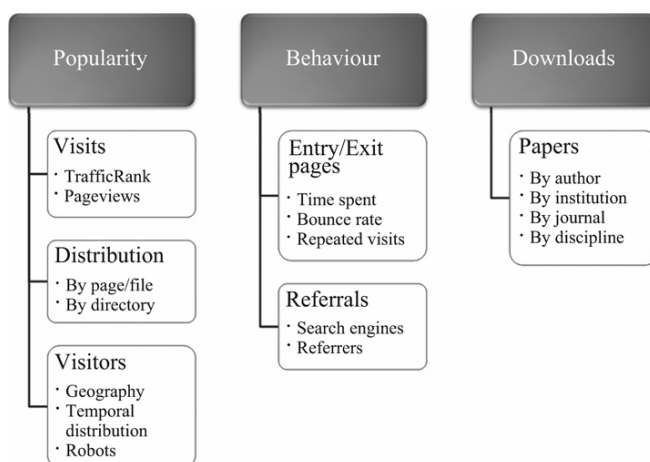 Popularity
Visits
· TrafficRank
· Pageviews
Distribution
· By page/file
· By directory
Visitors
· Geography
· Temporal
distribution
· Robots
Behaviour
Entry/Exit
pages
· Time spent
· Bounce rate
· Repeated visits
Referrals
· Search engines
· Referrers
Downloads
Papers
· By author
· By institution
· By journal
· By discipline